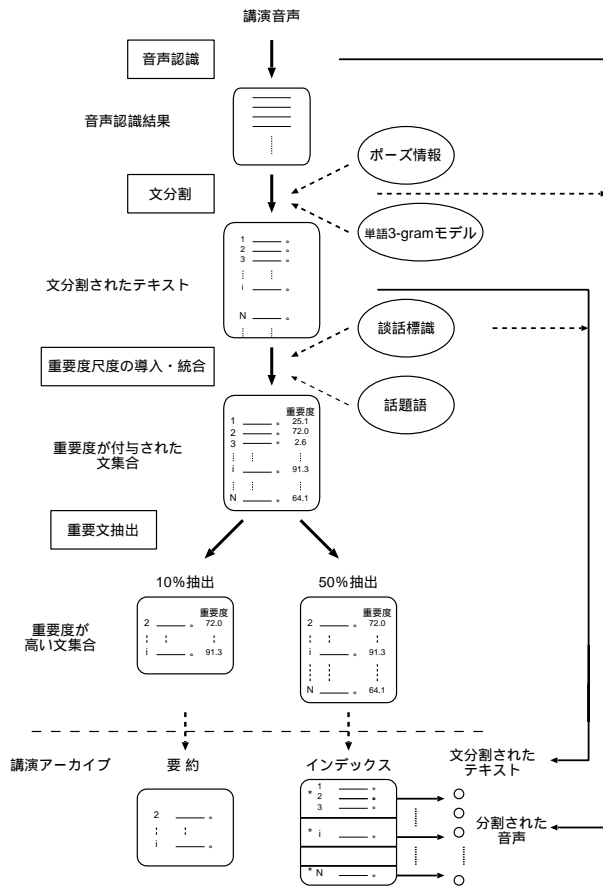 講演音声
音声認識
音声認識結果
ポーズ情報
文分割
単語3-gramモデル
1 。
2 。
3 。
i 。
N 。
文分割されたテキスト
談話標識
重要度尺度の導入・統合
話題語
重要度
1 。 25.1
2 。 72.0
3 。 2.6
i 。 91.3
N 。 64.1
重要度が付与された
文集合
重要文抽出
10%抽出
50%抽出
重要度
2 。 72.0
i 。 91.3
重要度
2 。 72.0
i 。 91.3
N 。 64.1
重要度が
高い文集合
講演アーカイブ
要 約
インデックス
文分割された
テキスト
2 。
i 。
1 。
* 2 。
3 。
* i 。
* N 。
分割された
音声